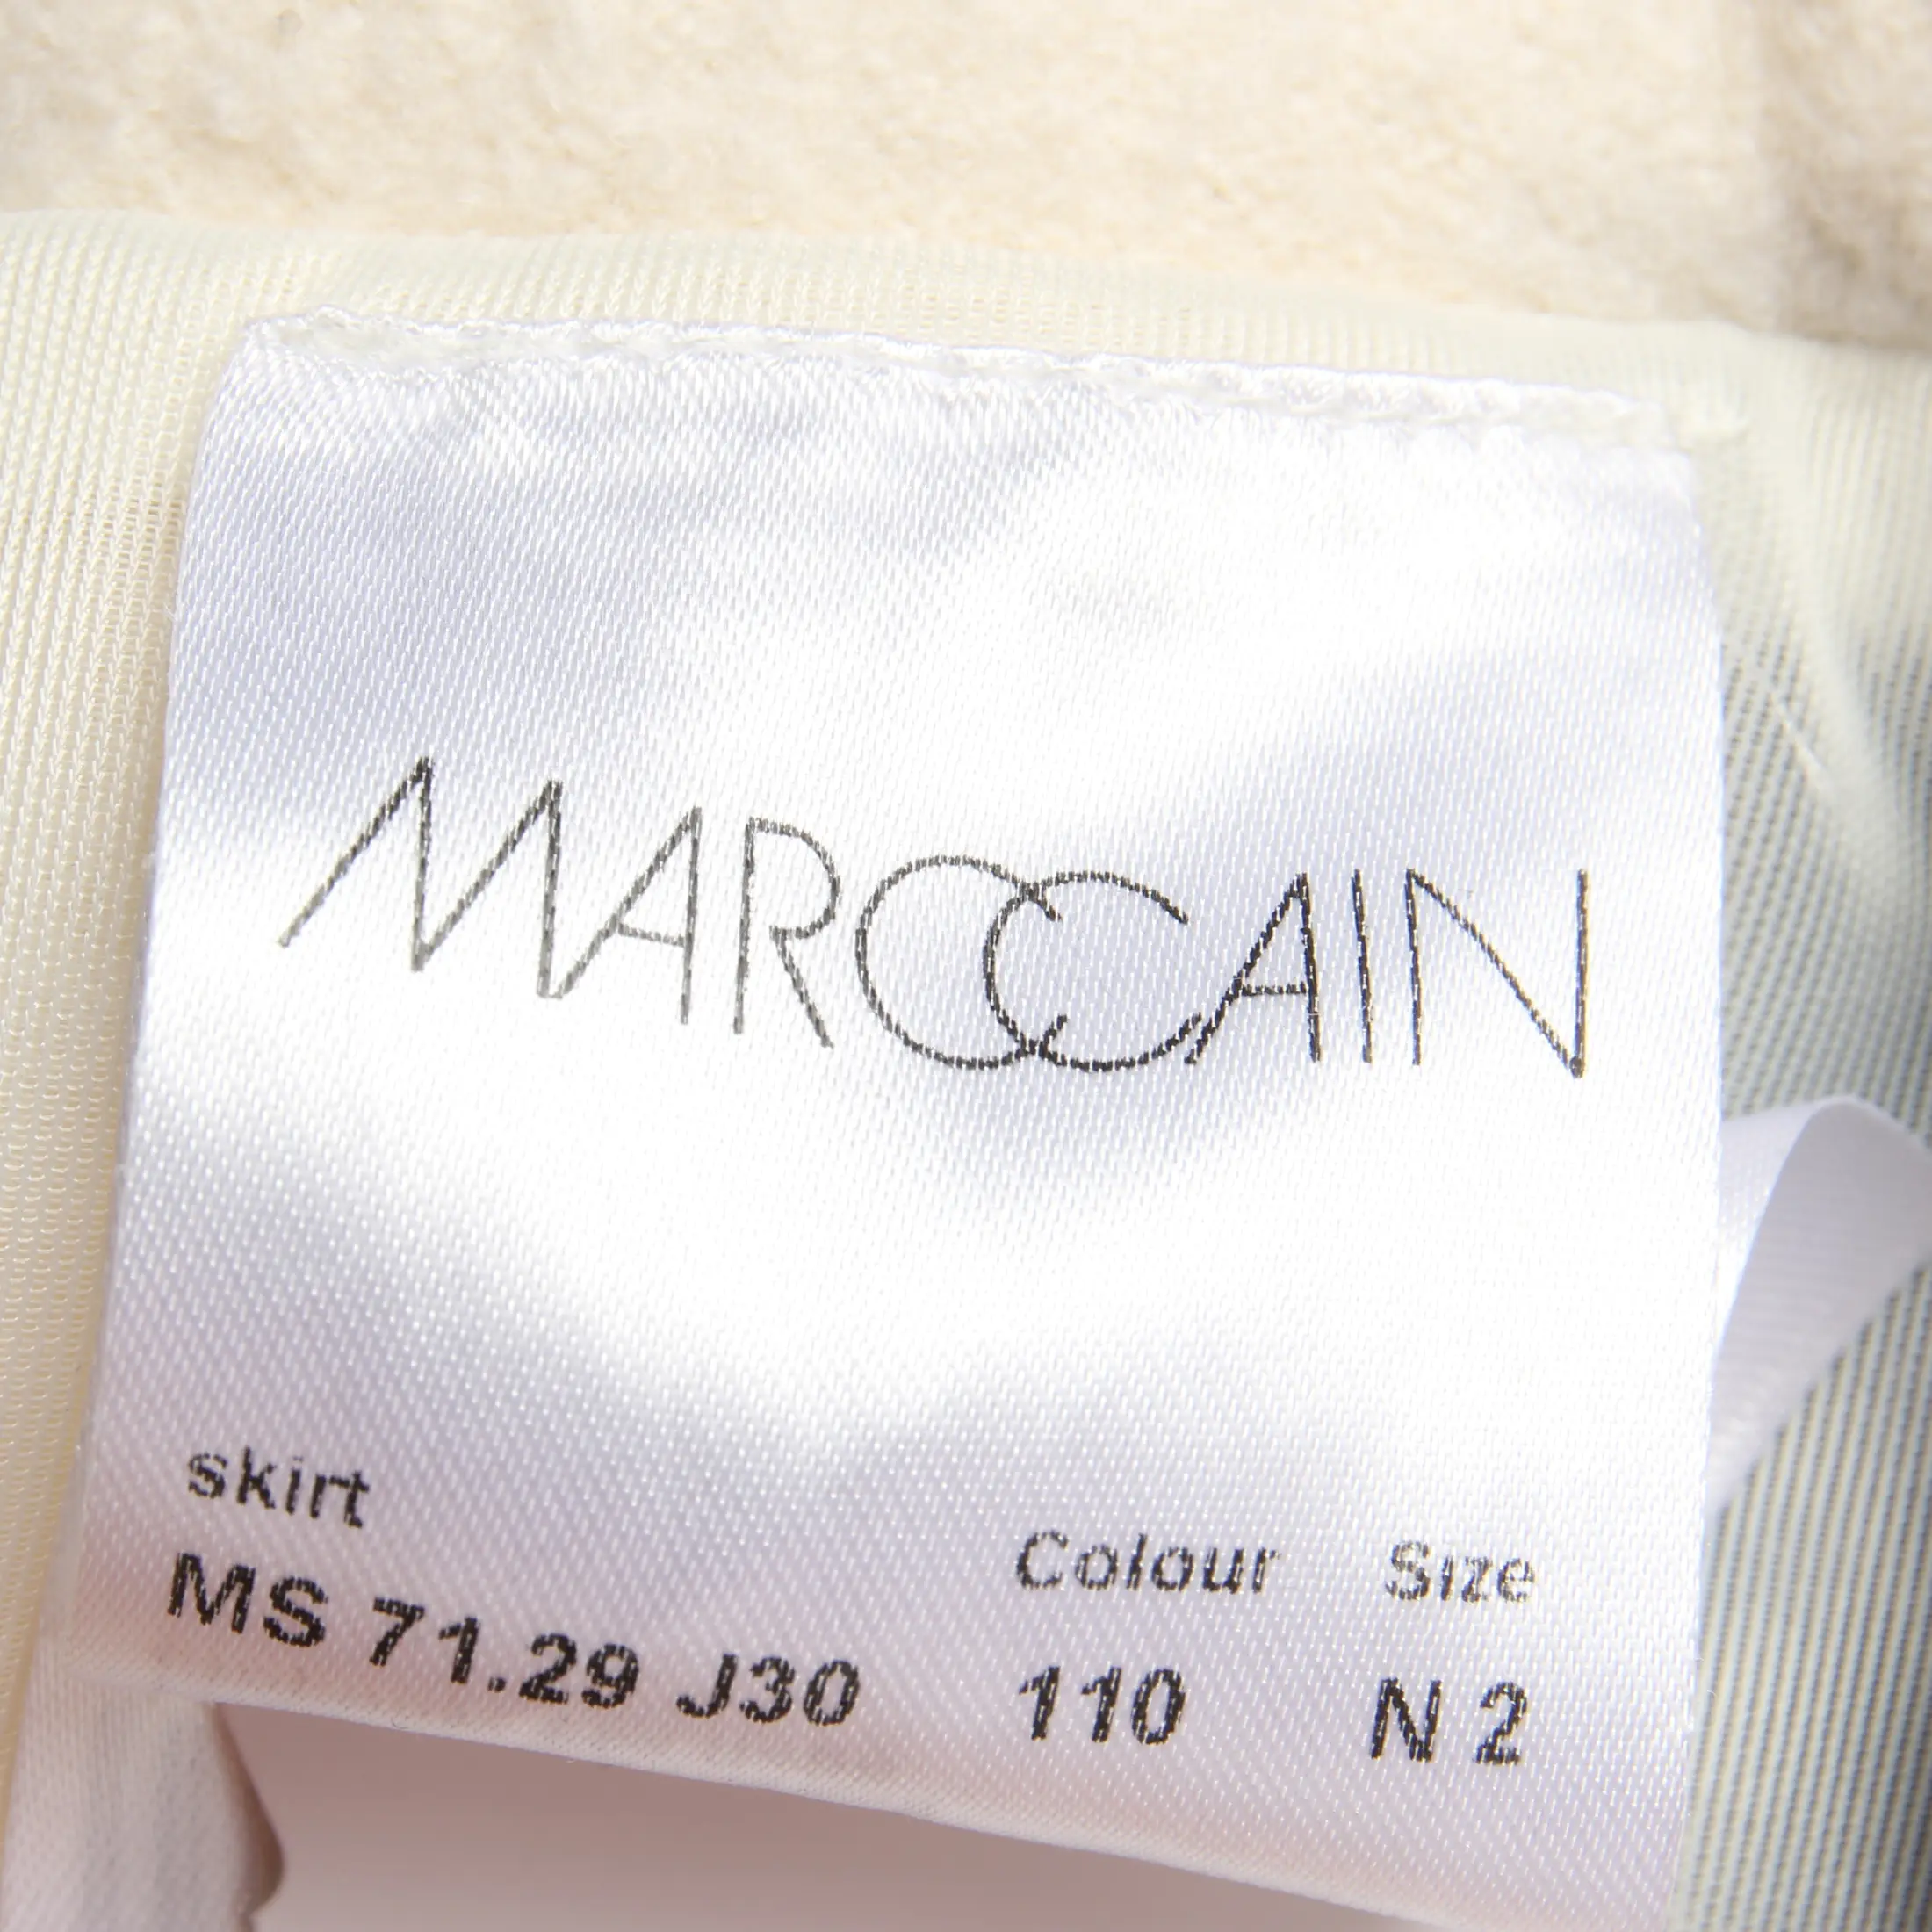 MARCCAIN
skirt
Colour Size
MS 71.29 J30 110 N 2